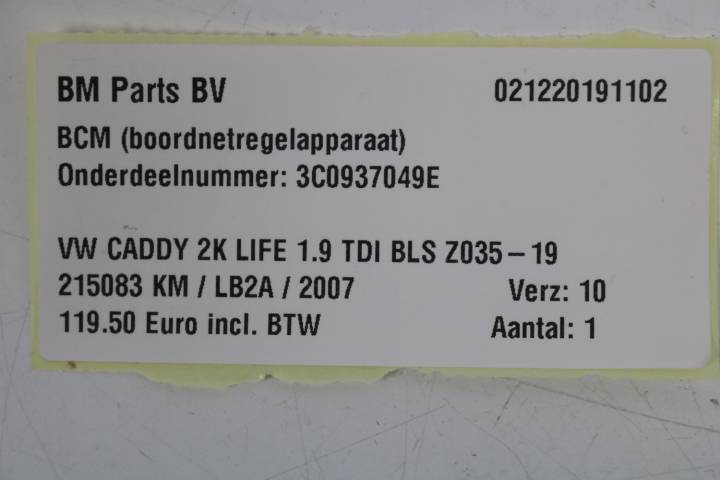 BM Parts BV 021220191102
BCM (boordnetregelapparaat)
Onderdeelnummer: 3C0937049E
VW CADDY 2K LIFE 1.9 TDI BLS Z035-19
215083 KM / LB2A / 2007 Verz: 10
119.50 Euro incl. BTW Aantal: 1